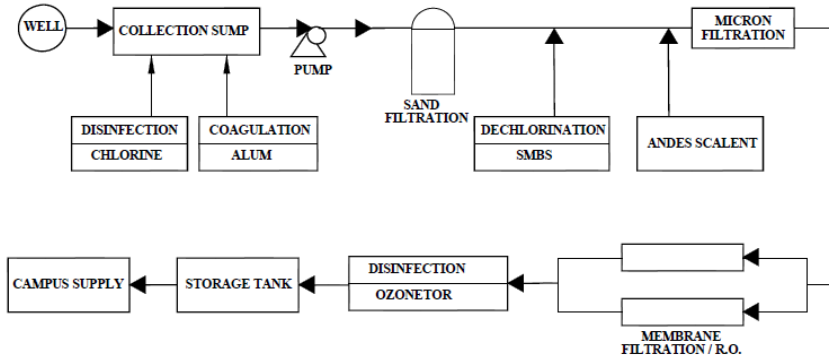 WELL
COLLECTION SUMP
PUMP
SAND
FILTRATION
MICRON
FILTRATION
DISINFECTION
CHLORINE
COAGULATION
ALUM
DECHLORINATION
SMBS
ANDES SCALENT
CAMPUS SUPPLY
STORAGE TANK
DISINFECTION
OZONETOR
MEMBRANE
FILTRATION / R.O.